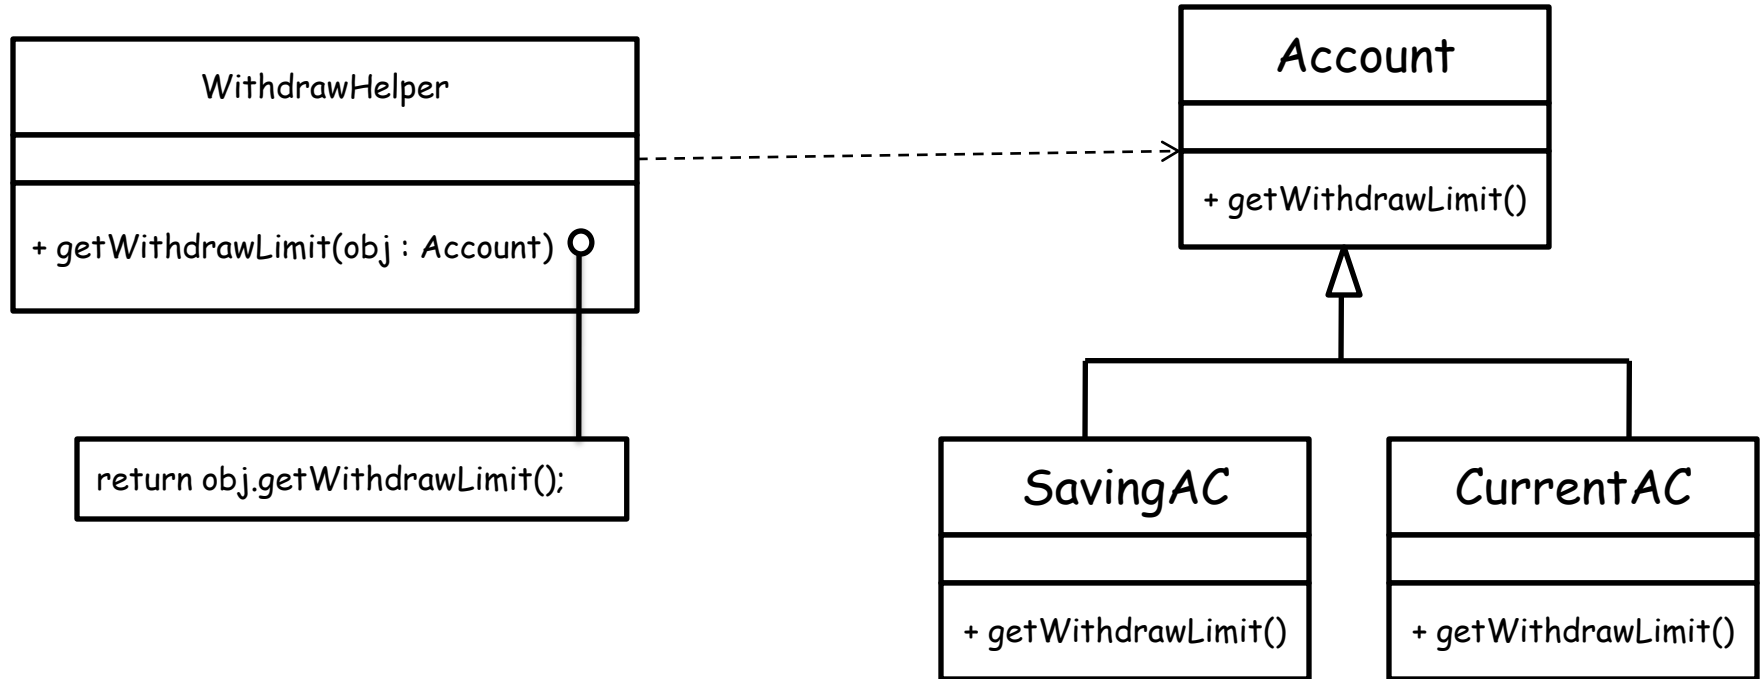 WithdrawHelper
+ getWithdrawLimit(obj : Account)
return obj.getWithdrawLimit();
Account
+ getWithdrawLimit()
SavingAC
+ getWithdrawLimit()
CurrentAC
+ getWithdrawLimit()